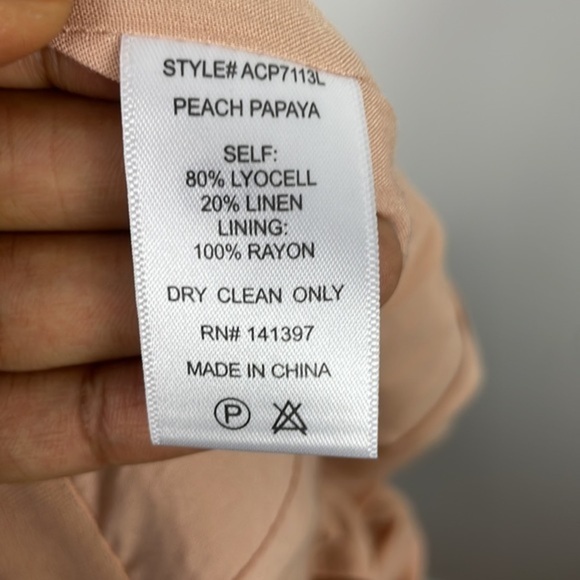 STYLE# ACP7113L
PEACH PAPAYA
SELF:
80% LYOCELL
20% LINEN
LINING:
100% RAYON
DRY CLEAN ONLY
RN# 141397
MADE IN CHINA
P